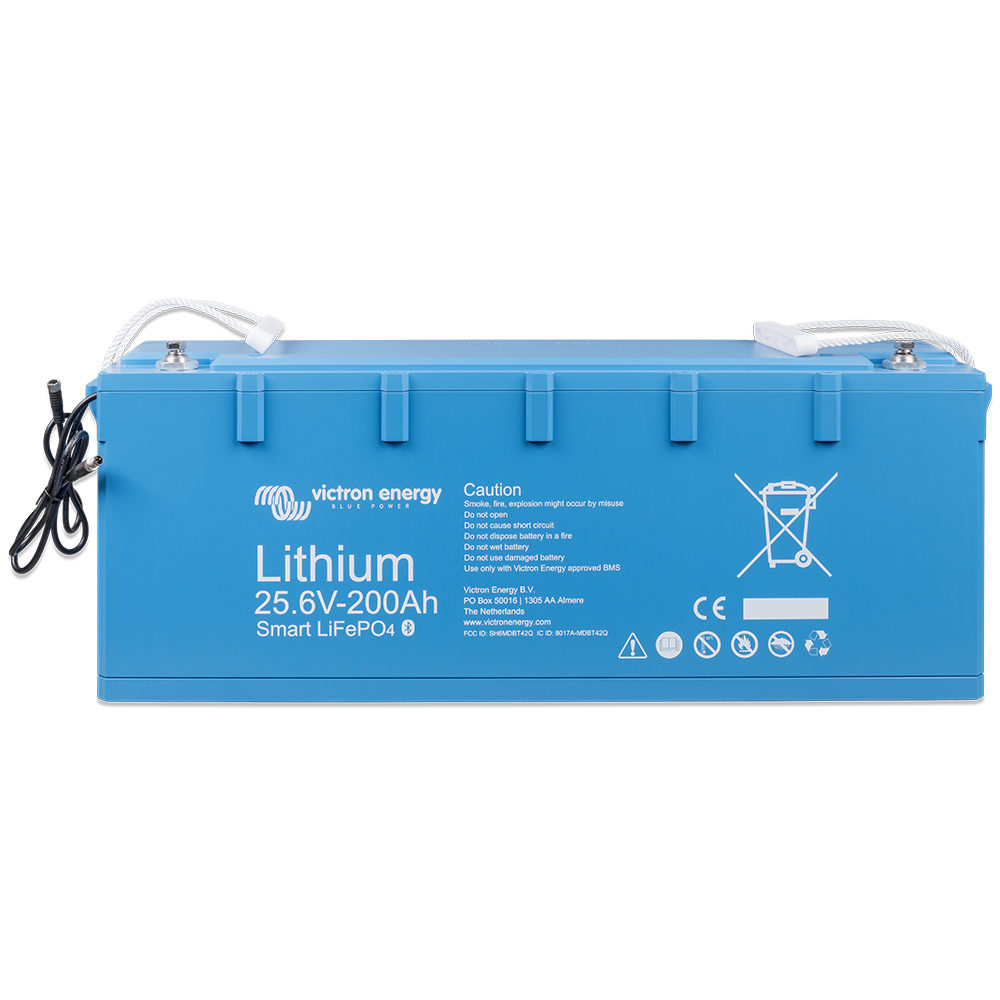 victron energy
BLUE POWER
Lithium
25.6V-200Ah
Smart LiFePO4
Caution
Smoke, fire, explosion might occur by misuse
Do not open
Do not cause short circuit
Do not dispose battery in a fire
Do not wet battery
Do not use damaged battery
Use only with Victron Energy approved BMS
Victron Energy B.V.
PO Box 50016 | 1305 AA Almere
The Netherlands
www.victronenergy.com
FCC ID: SH6MDBT42Q IC ID: 8017A-MDBT42Q
CE